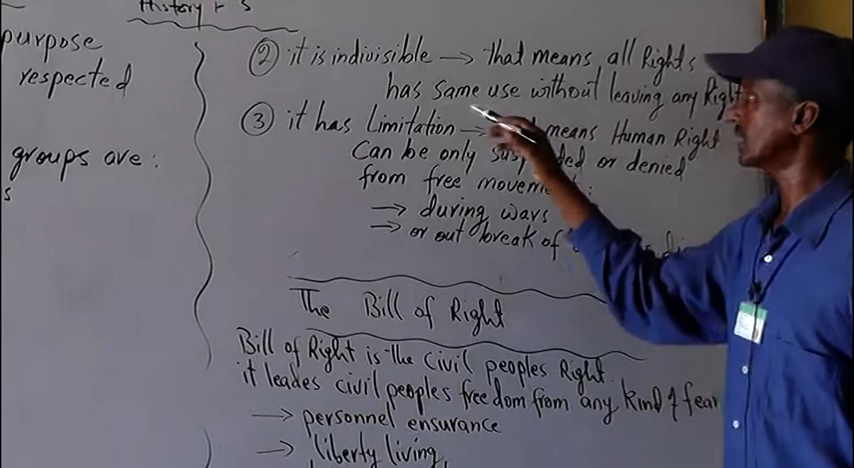 History
purpose
respected
groups are:
s
② it is indivisible → that means all Rights
has same use without leaving any Right
③ it has Limitation → means Human Right
Can be only suspended or denied
from free movement:
→ during wars
→ or out break of
The Bill of Right
Bill of Right is the civil peoples Right.
it leades civil peoples freedom from any kind of fear
→ personnel ensurance
→ liberty living